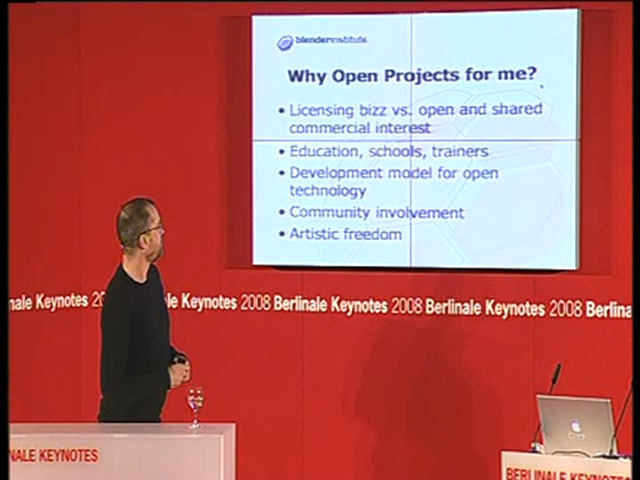 blenderinstitute
Why Open Projects for me?
• Licensing bizz vs. open and shared
commercial interest
• Education, schools, trainers
• Development model for open
technology
• Community involvement
• Artistic freedom
nale Keynotes 20 le Keynotes 2008 Berlinale Keynotes 2008 Berlinale Keynotes 2008 Berlina
NALE KEYNOTES
BERLINALE KEYNOTES